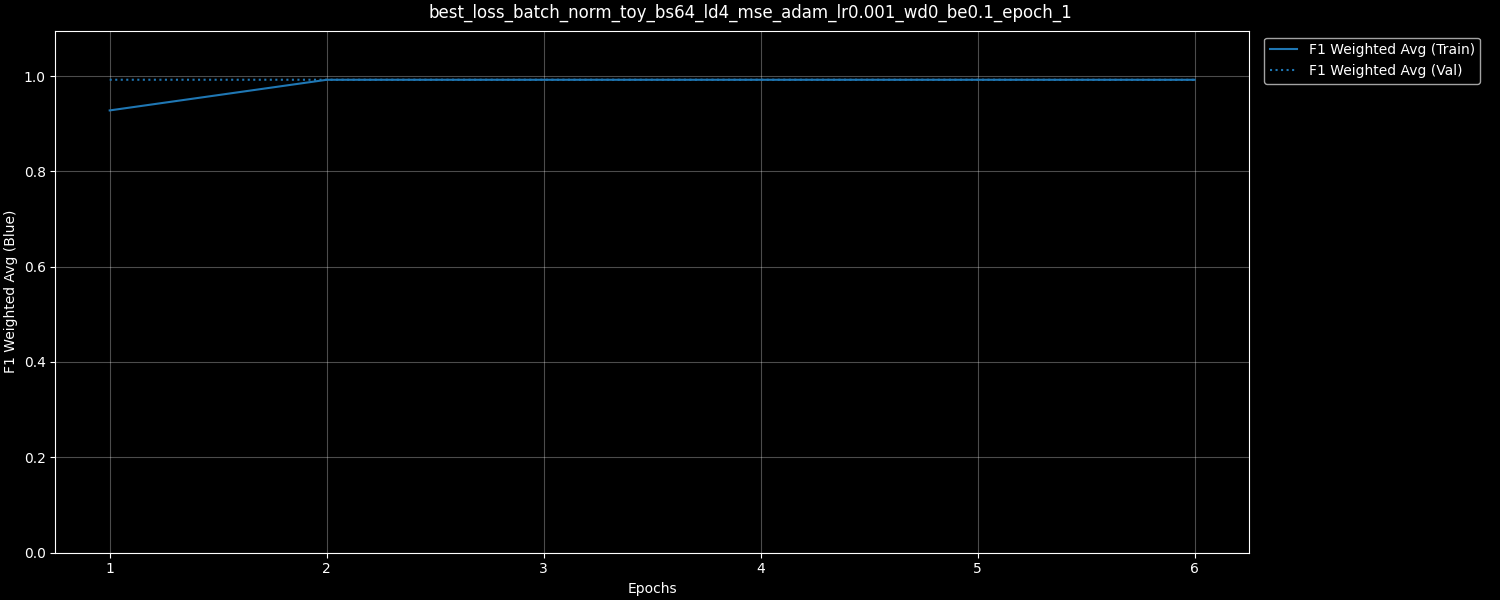 best_loss_batch_norm_toy_bs64_ld4_mse_adam_lr0.001_wd0_be0.1_epoch_1
F1 Weighted Avg (Train)
F1 Weighted Avg (Val)
F1 Weighted Avg (Blue)
1.0
0.8
0.6
0.4
0.2
0.0
1 2 3 4 5 6
Epochs